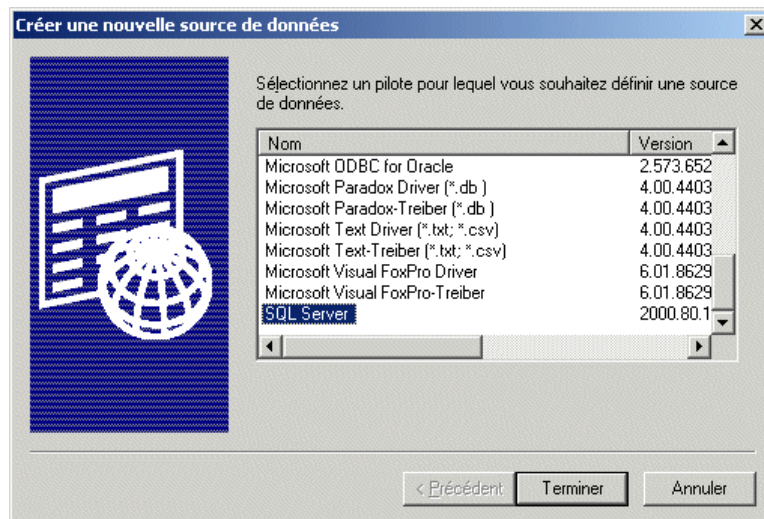 Créer une nouvelle source de données
Sélectionnez un pilote pour lequel vous souhaitez définir une source
de données.
Nom Version
Microsoft ODBC for Oracle 2.573.652
Microsoft Paradox Driver (*.db ) 4.00.4403
Microsoft Paradox-Treiber (*.db ) 4.00.4403
Microsoft Text Driver (*.txt; *.csv) 4.00.4403
Microsoft Text-Treiber (*.txt; *.csv) 4.00.4403
Microsoft Visual FoxPro Driver 6.01.8629
Microsoft Visual FoxPro-Treiber 6.01.8629
SQL Server 2000.80.1
< Précédent Terminer Annuler